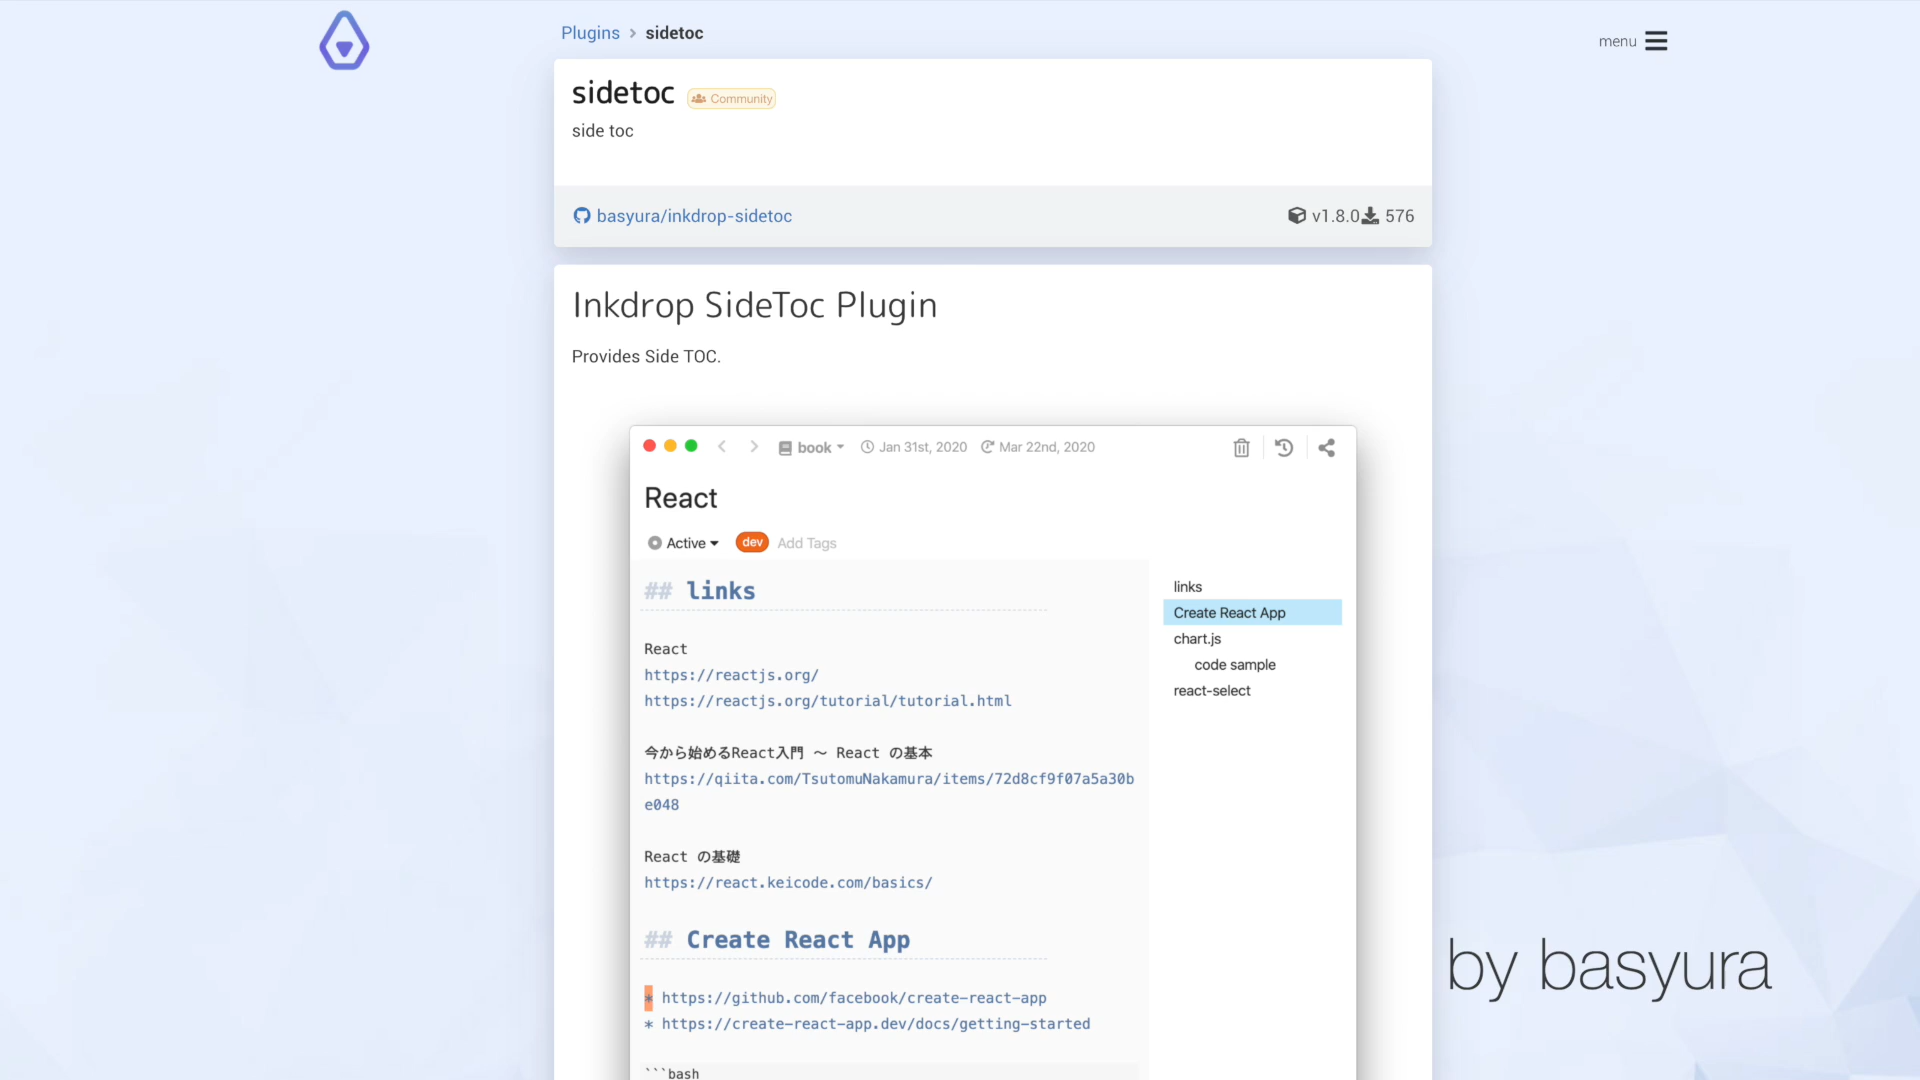 Plugins › sidetoc
menu
sidetoc Community
side toc
basyura/inkdrop-sidetoc v1.8.0 576
Inkdrop SideToc Plugin
Provides Side TOC.
book Jan 31st, 2020 Mar 22nd, 2020
React
Active dev Add Tags
## links
React
https://reactjs.org/
https://reactjs.org/tutorial/tutorial.html
今から始めるReact入門 〜 React の基本
https://qiita.com/TsutomuNakamura/items/72d8cf9f07a5a30b
e048
React の基礎
https://react.keicode.com/basics/
## Create React App
* https://github.com/facebook/create-react-app
* https://create-react-app.dev/docs/getting-started
```bash
links
Create React App
chart.js
code sample
react-select
by basyura